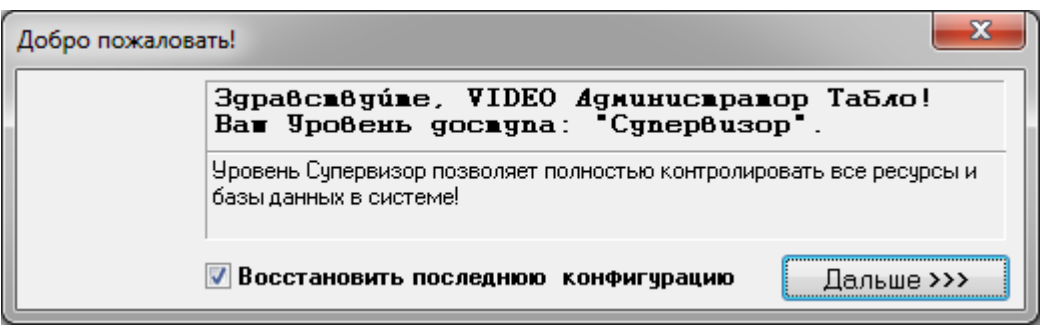 Добро пожаловать!
Здравствуйте, VIDEO Администратор Табло!
Ваш Уровень доступа: "Супервизор".
Уровень Супервизор позволяет полностью контролировать все ресурсы и
базы данных в системе!
Восстановить последнюю конфигурацию
Дальше >>>